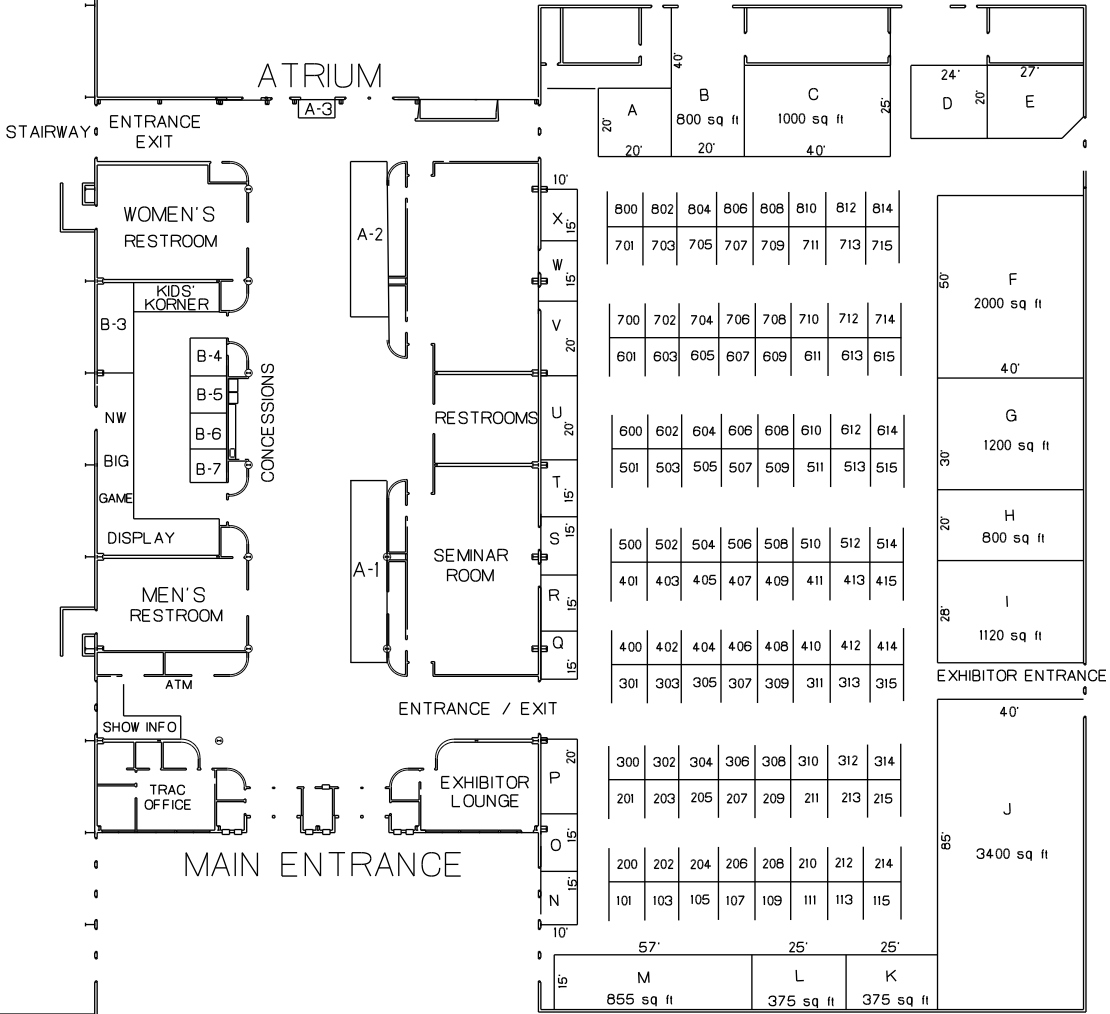 ATRIUM
A-3
STAIRWAY
ENTRANCE
EXIT
WOMEN'S
RESTROOM
KIDS'
KORNER
B-3
B-4
B-5
B-6
B-7
CONCESSIONS
NW
BIG
GAME
DISPLAY
MEN'S
RESTROOM
ATM
SHOW INFO
TRAC
OFFICE
MAIN ENTRANCE
A-2
A-1
RESTROOMS
SEMINAR
ROOM
ENTRANCE / EXIT
EXHIBITOR
LOUNGE
A
20'
20'
40'
B
800 sq ft
20'
C
1000 sq ft
25'
40'
24'
D
20'
27'
E
10'
X
15'
W
15'
V
20'
U
20'
T
15'
S
15'
R
15'
Q
15'
20'
P
15'
O
15'
N
10'
800 802 804 806 808 810 812 814
701 703 705 707 709 711 713 715
700 702 704 706 708 710 712 714
601 603 605 607 609 611 613 615
600 602 604 606 608 610 612 614
501 503 505 507 509 511 513 515
500 502 504 506 508 510 512 514
401 403 405 407 409 411 413 415
400 402 404 406 408 410 412 414
301 303 305 307 309 311 313 315
300 302 304 306 308 310 312 314
201 203 205 207 209 211 213 215
200 202 204 206 208 210 212 214
101 103 105 107 109 111 113 115
50'
F
2000 sq ft
40'
G
1200 sq ft
30'
H
800 sq ft
20'
I
1120 sq ft
28'
EXHIBITOR ENTRANCE
40'
J
3400 sq ft
85'
57'
15'
M
855 sq ft
25'
L
375 sq ft
25'
K
375 sq ft